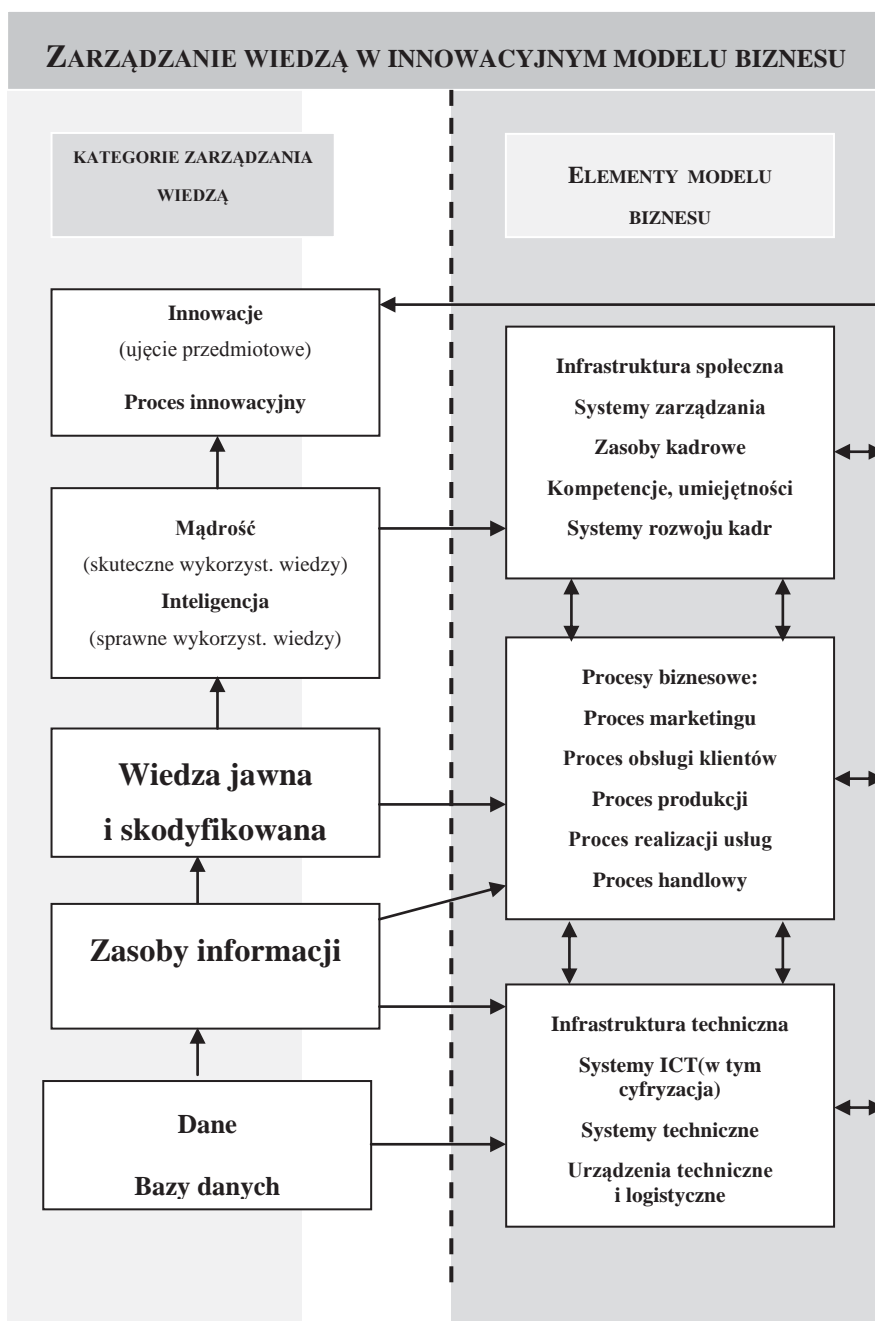 ZARZĄDZANIE WIEDZĄ W INNOWACYJNYM MODELU BIZNESU
KATEGORIE ZARZĄDZANIA
WIEDZĄ
Innowacje
(ujęcie przedmiotowe)
Proces innowacyjny
Mądrość
(skuteczne wykorzyst. wiedzy)
Inteligencja
(sprawne wykorzyst. wiedzy)
Wiedza jawna
i skodyfikowana
Zasoby informacji
Dane
Bazy danych
ELEMENTY MODELU
BIZNESU
Infrastruktura społeczna
Systemy zarządzania
Zasoby kadrowe
Kompetencje, umiejętności
Systemy rozwoju kadr
Procesy biznesowe:
Proces marketingu
Proces obsługi klientów
Proces produkcji
Proces realizacji usług
Proces handlowy
Infrastruktura techniczna
Systemy ICT(w tym
cyfryzacja)
Systemy techniczne
Urządzenia techniczne
i logistyczne